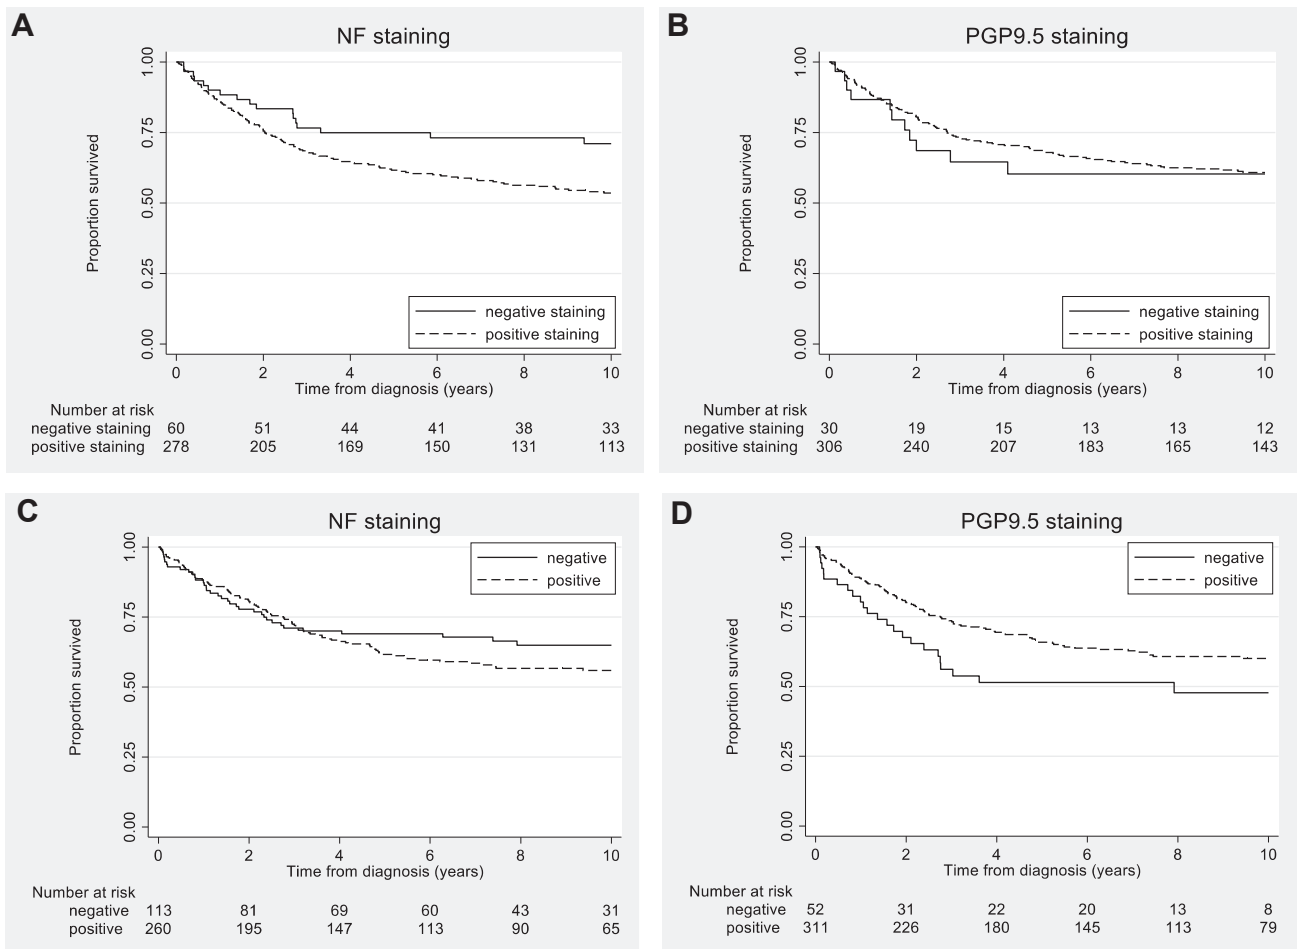 A
NF staining
1.00
0.75
0.50
0.25
0.00
Proportion survived
negative staining
positive staining
0 2 4 6 8 10
Time from diagnosis (years)
Number at risk
negative staining 60 51 44 41 38 33
positive staining 278 205 169 150 131 113
B
PGP9.5 staining
1.00
0.75
0.50
0.25
0.00
Proportion survived
negative staining
positive staining
0 2 4 6 8 10
Time from diagnosis (years)
Number at risk
negative staining 30 19 15 13 13 12
positive staining 306 240 207 183 165 143
C
NF staining
1.00
0.75
0.50
0.25
0.00
Proportion survived
negative
positive
0 2 4 6 8 10
Time from diagnosis (years)
Number at risk
negative 113 81 69 60 43 31
positive 260 195 147 113 90 65
D
PGP9.5 staining
1.00
0.75
0.50
0.25
0.00
Proportion survived
negative
positive
0 2 4 6 8 10
Time from diagnosis (years)
Number at risk
negative 52 31 22 20 13 8
positive 311 226 180 145 113 79